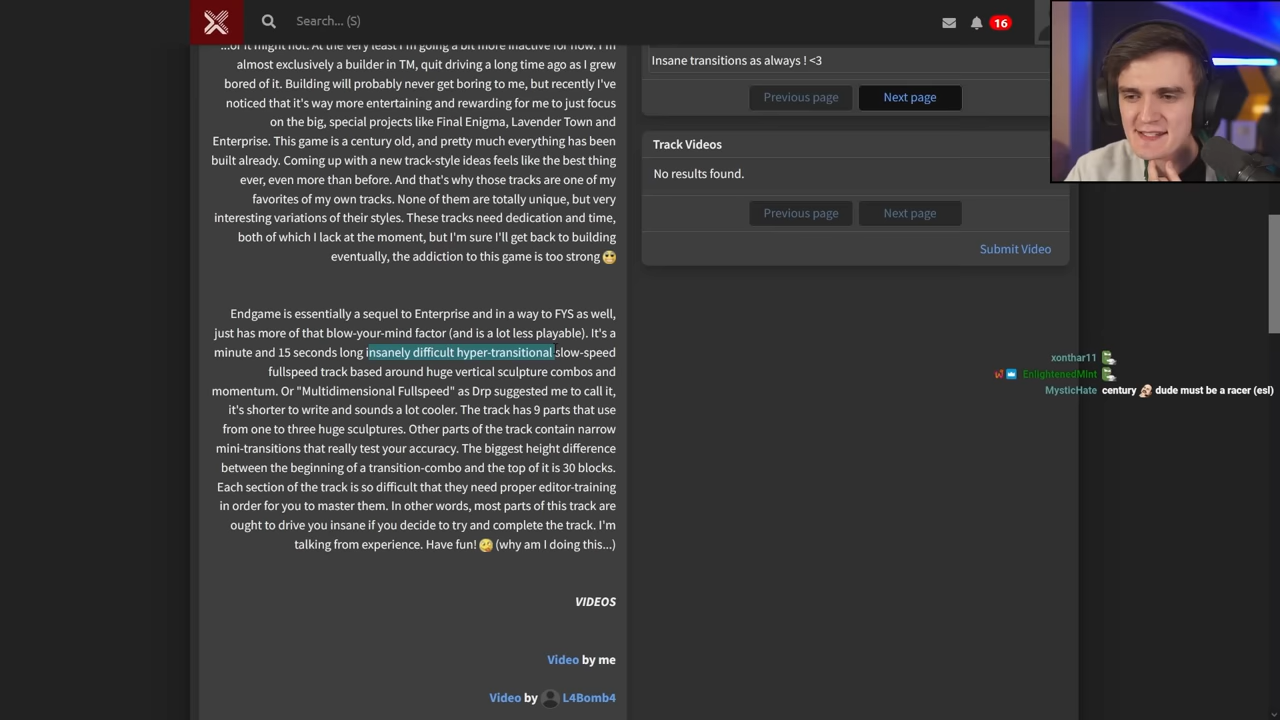 Search... (S)
16
...or it might not. At the very least I'm going a bit more inactive for now. I'm
almost exclusively a builder in TM, quit driving a long time ago as I grew
bored of it. Building will probably never get boring to me, but recently I've
noticed that it's way more entertaining and rewarding for me to just focus
on the big, special projects like Final Enigma, Lavender Town and
Enterprise. This game is a century old, and pretty much everything has been
built already. Coming up with a new track-style ideas feels like the best thing
ever, even more than before. And that's why those tracks are one of my
favorites of my own tracks. None of them are totally unique, but very
interesting variations of their styles. These tracks need dedication and time,
both of which I lack at the moment, but I'm sure I'll get back to building
eventually, the addiction to this game is too strong
Endgame is essentially a sequel to Enterprise and in a way to FYS as well,
just has more of that blow-your-mind factor (and is a lot less playable). It's a
minute and 15 seconds long insanely difficult hyper-transitional slow-speed
fullspeed track based around huge vertical sculpture combos and
momentum. Or "Multidimensional Fullspeed" as Drp suggested me to call it,
it's shorter to write and sounds a lot cooler. The track has 9 parts that use
from one to three huge sculptures. Other parts of the track contain narrow
mini-transitions that really test your accuracy. The biggest height difference
between the beginning of a transition-combo and the top of it is 30 blocks.
Each section of the track is so difficult that they need proper editor-training
in order for you to master them. In other words, most parts of this track are
ought to drive you insane if you decide to try and complete the track. I'm
talking from experience. Have fun! (why am I doing this...)
VIDEOS
Video by me
Video by L4Bomb4
Insane transitions as always ! <3
Previous page Next page
Track Videos
No results found.
Previous page Next page
Submit Video
xonthar11
EnlightenedMint
MysticHate century dude must be a racer (esl)